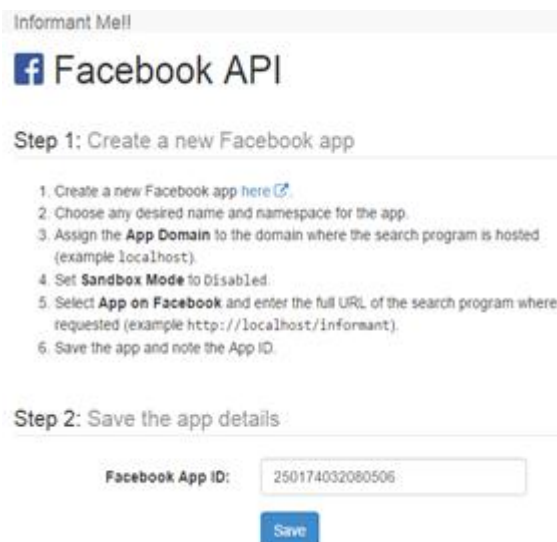 Informant Me!!
Facebook API
Step 1: Create a new Facebook app
1. Create a new Facebook app here.
2. Choose any desired name and namespace for the app.
3. Assign the App Domain to the domain where the search program is hosted
(example localhost).
4. Set Sandbox Mode to Disabled.
5. Select App on Facebook and enter the full URL of the search program where
requested (example http://localhost/informant).
6. Save the app and note the App ID.
Step 2: Save the app details
Facebook App ID: 250174032080506
Save